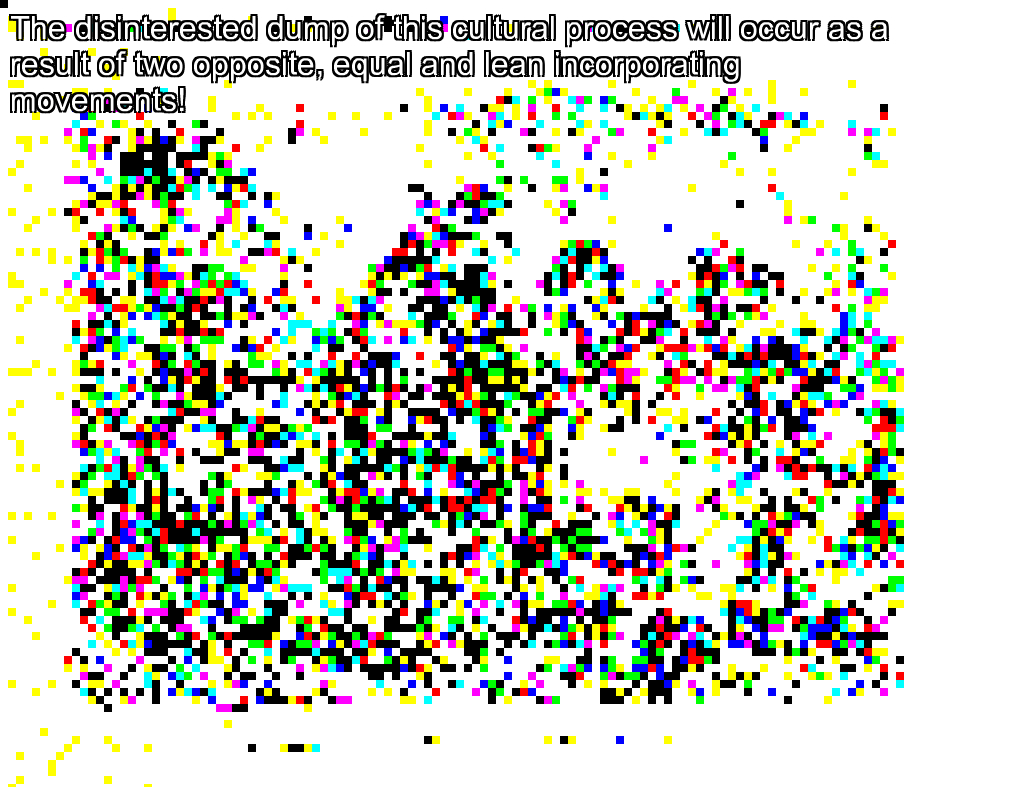 The disinterested dump of this cultural process will occur as a
result of two opposite, equal and lean incorporating
movements!